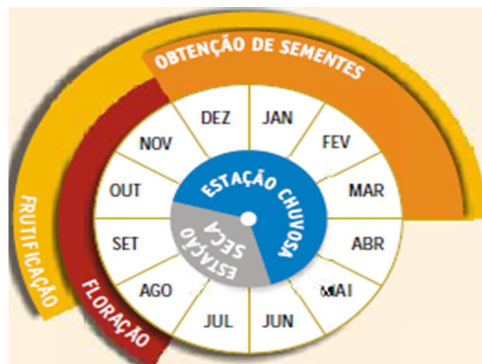 OBTENÇÃO DE SEMENTES
FRUTIFICAÇÃO
FLORAÇÃO
DEZ
JAN
NOV
FEV
OUT
MAR
SET
ABR
AGO
MAI
JUL
JUN
ESTAÇÃO CHUVOSA
ESTAÇÃO
SECA